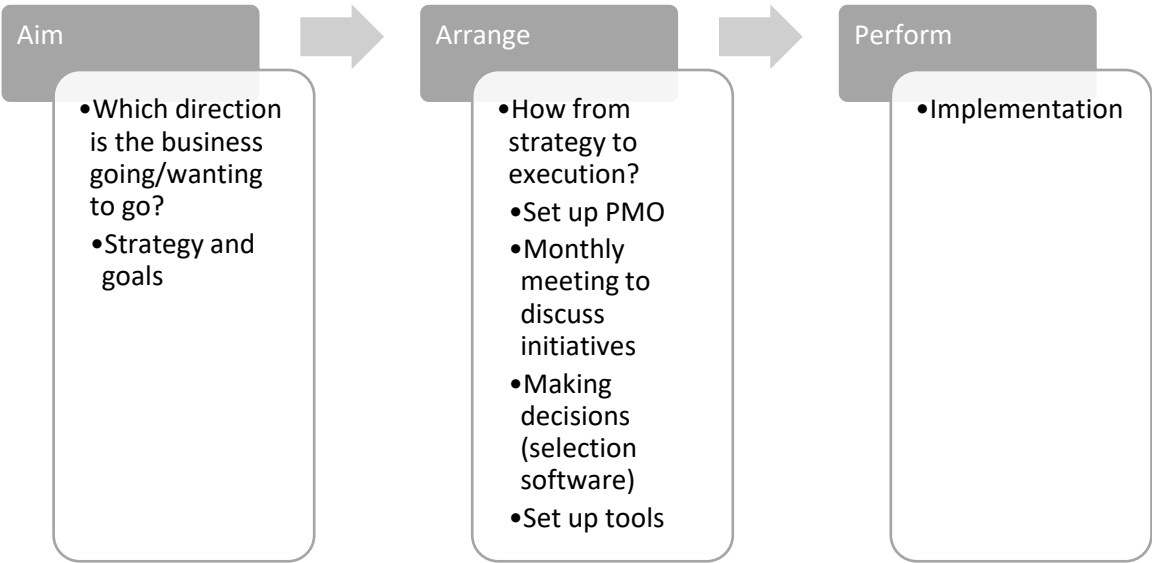 Aim
•Which direction
is the business
going/wanting
to go?
•Strategy and
goals
Arrange
•How from
strategy to
execution?
•Set up PMO
•Monthly
meeting to
discuss
initiatives
•Making
decisions
(selection
software)
•Set up tools
Perform
•Implementation